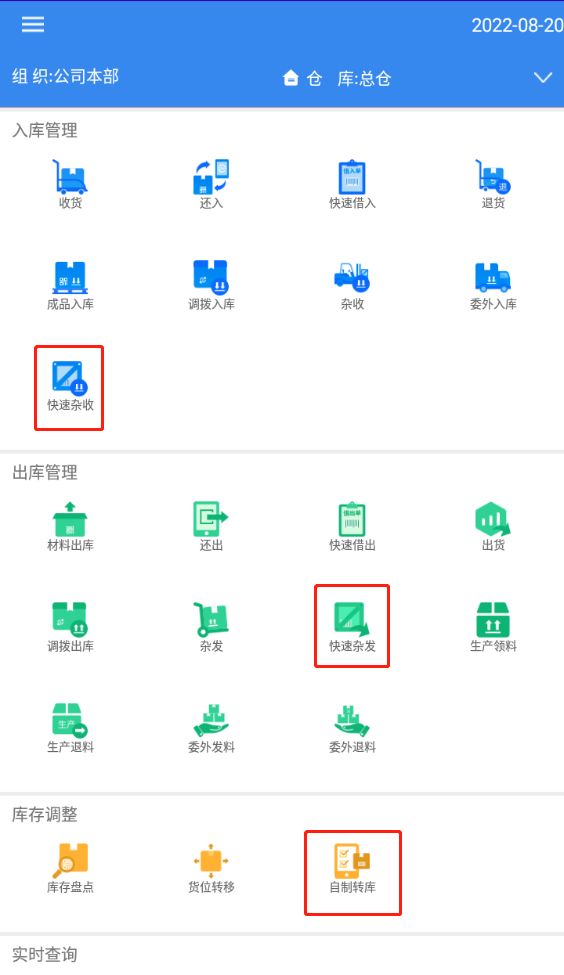 2022-08-20
组 织:公司本部 仓 库:总仓
入库管理
收货 还入 快速借入 退货
成品入库 调拨入库 杂收 委外入库
快速杂收
出库管理
材料出库 还出 快速借出 出货
调拨出库 杂发 快速杂发 生产领料
生产退料 委外发料 委外退料
库存调整
库存盘点 货位转移 自制转库
实时查询